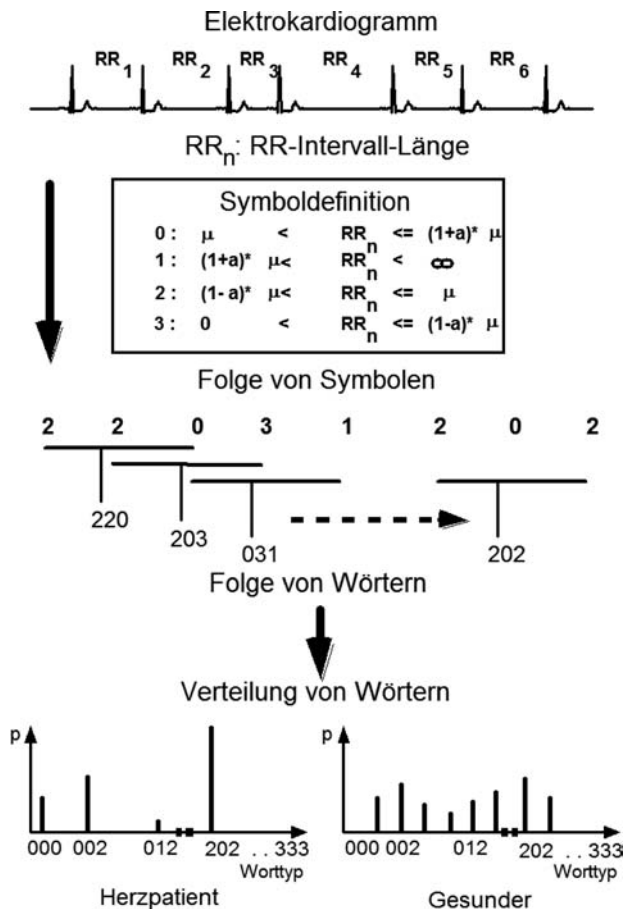 Elektrokardiogramm
RR1 RR2 RR3 RR4 RR5 RR6
RRn: RR-Intervall-Länge
Symboldefinition
0 : μ < RRn <= (1+a)* μ
1 : (1+a)* μ< RRn < ∞
2 : (1- a)* μ< RRn <= μ
3 : 0 < RRn <= (1-a)* μ
Folge von Symbolen
2 2 0 3 1 2 0 2
220
203
031 202
Folge von Wörtern
Verteilung von Wörtern
p p
000 002 012 202 . . 333 000 002 012 202 . . 333
Worttyp Worttyp
Herzpatient Gesunder